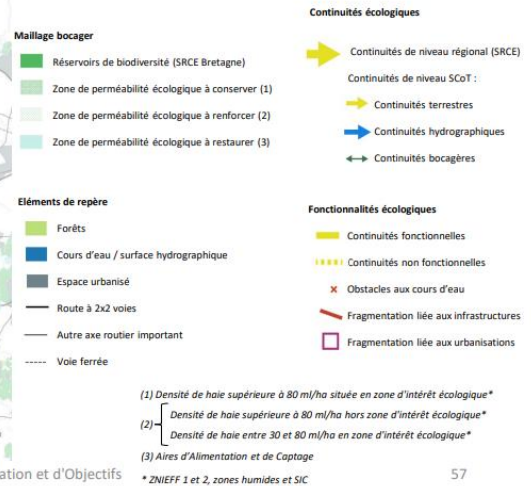 Maillage bocager
Réservoirs de biodiversité (SRCE Bretagne)
Zone de perméabilité écologique à conserver (1)
Zone de perméabilité écologique à renforcer (2)
Zone de perméabilité écologique à restaurer (3)
Continuités écologiques
Continuités de niveau régional (SRCE)
Continuités de niveau SCoT :
Continuités terrestres
Continuités hydrographiques
Continuités bocagères
Eléments de repère
Forêts
Cours d'eau / surface hydrographique
Espace urbanisé
Route à 2x2 voies
Autre axe routier important
Voie ferrée
Fonctionnalités écologiques
Continuités fonctionnelles
Continuités non fonctionnelles
Obstacles aux cours d'eau
Fragmentation liée aux infrastructures
Fragmentation liée aux urbanisations
(1) Densité de haie supérieure à 80 ml/ha située en zone d'intérêt écologique*
(2) Densité de haie supérieure à 80 ml/ha hors zone d'intérêt écologique*
Densité de haie entre 30 et 80 ml/ha en zone d'intérêt écologique*
(3) Aires d'Alimentation et de Captage
* ZNIEFF 1 et 2, zones humides et SIC
ation et d'Objectifs
57